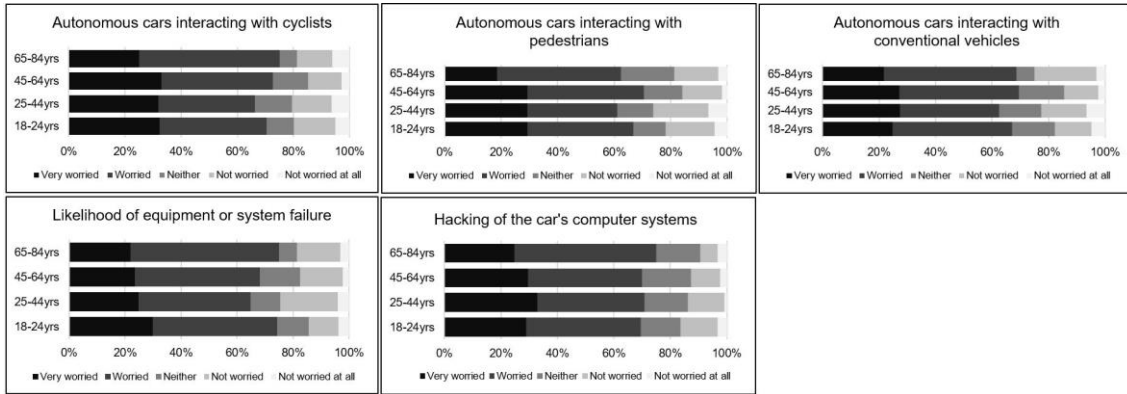 Autonomous cars interacting with cyclists
65-84yrs
45-64yrs
25-44yrs
18-24yrs
0% 20% 40% 60% 80% 100%
Very worried Worried Neither Not worried Not worried at all
Autonomous cars interacting with
pedestrians
65-84yrs
45-64yrs
25-44yrs
18-24yrs
0% 20% 40% 60% 80% 100%
Very worried Worried Neither Not worried Not worried at all
Autonomous cars interacting with
conventional vehicles
65-84yrs
45-64yrs
25-44yrs
18-24yrs
0% 20% 40% 60% 80% 100%
Very worried Worried Neither Not worried Not worried at all
Likelihood of equipment or system failure
65-84yrs
45-64yrs
25-44yrs
18-24yrs
0% 20% 40% 60% 80% 100%
Very worried Worried Neither Not worried Not worried at all
Hacking of the car's computer systems
65-84yrs
45-64yrs
25-44yrs
18-24yrs
0% 20% 40% 60% 80% 100%
Very worried Worried Neither Not worried Not worried at all